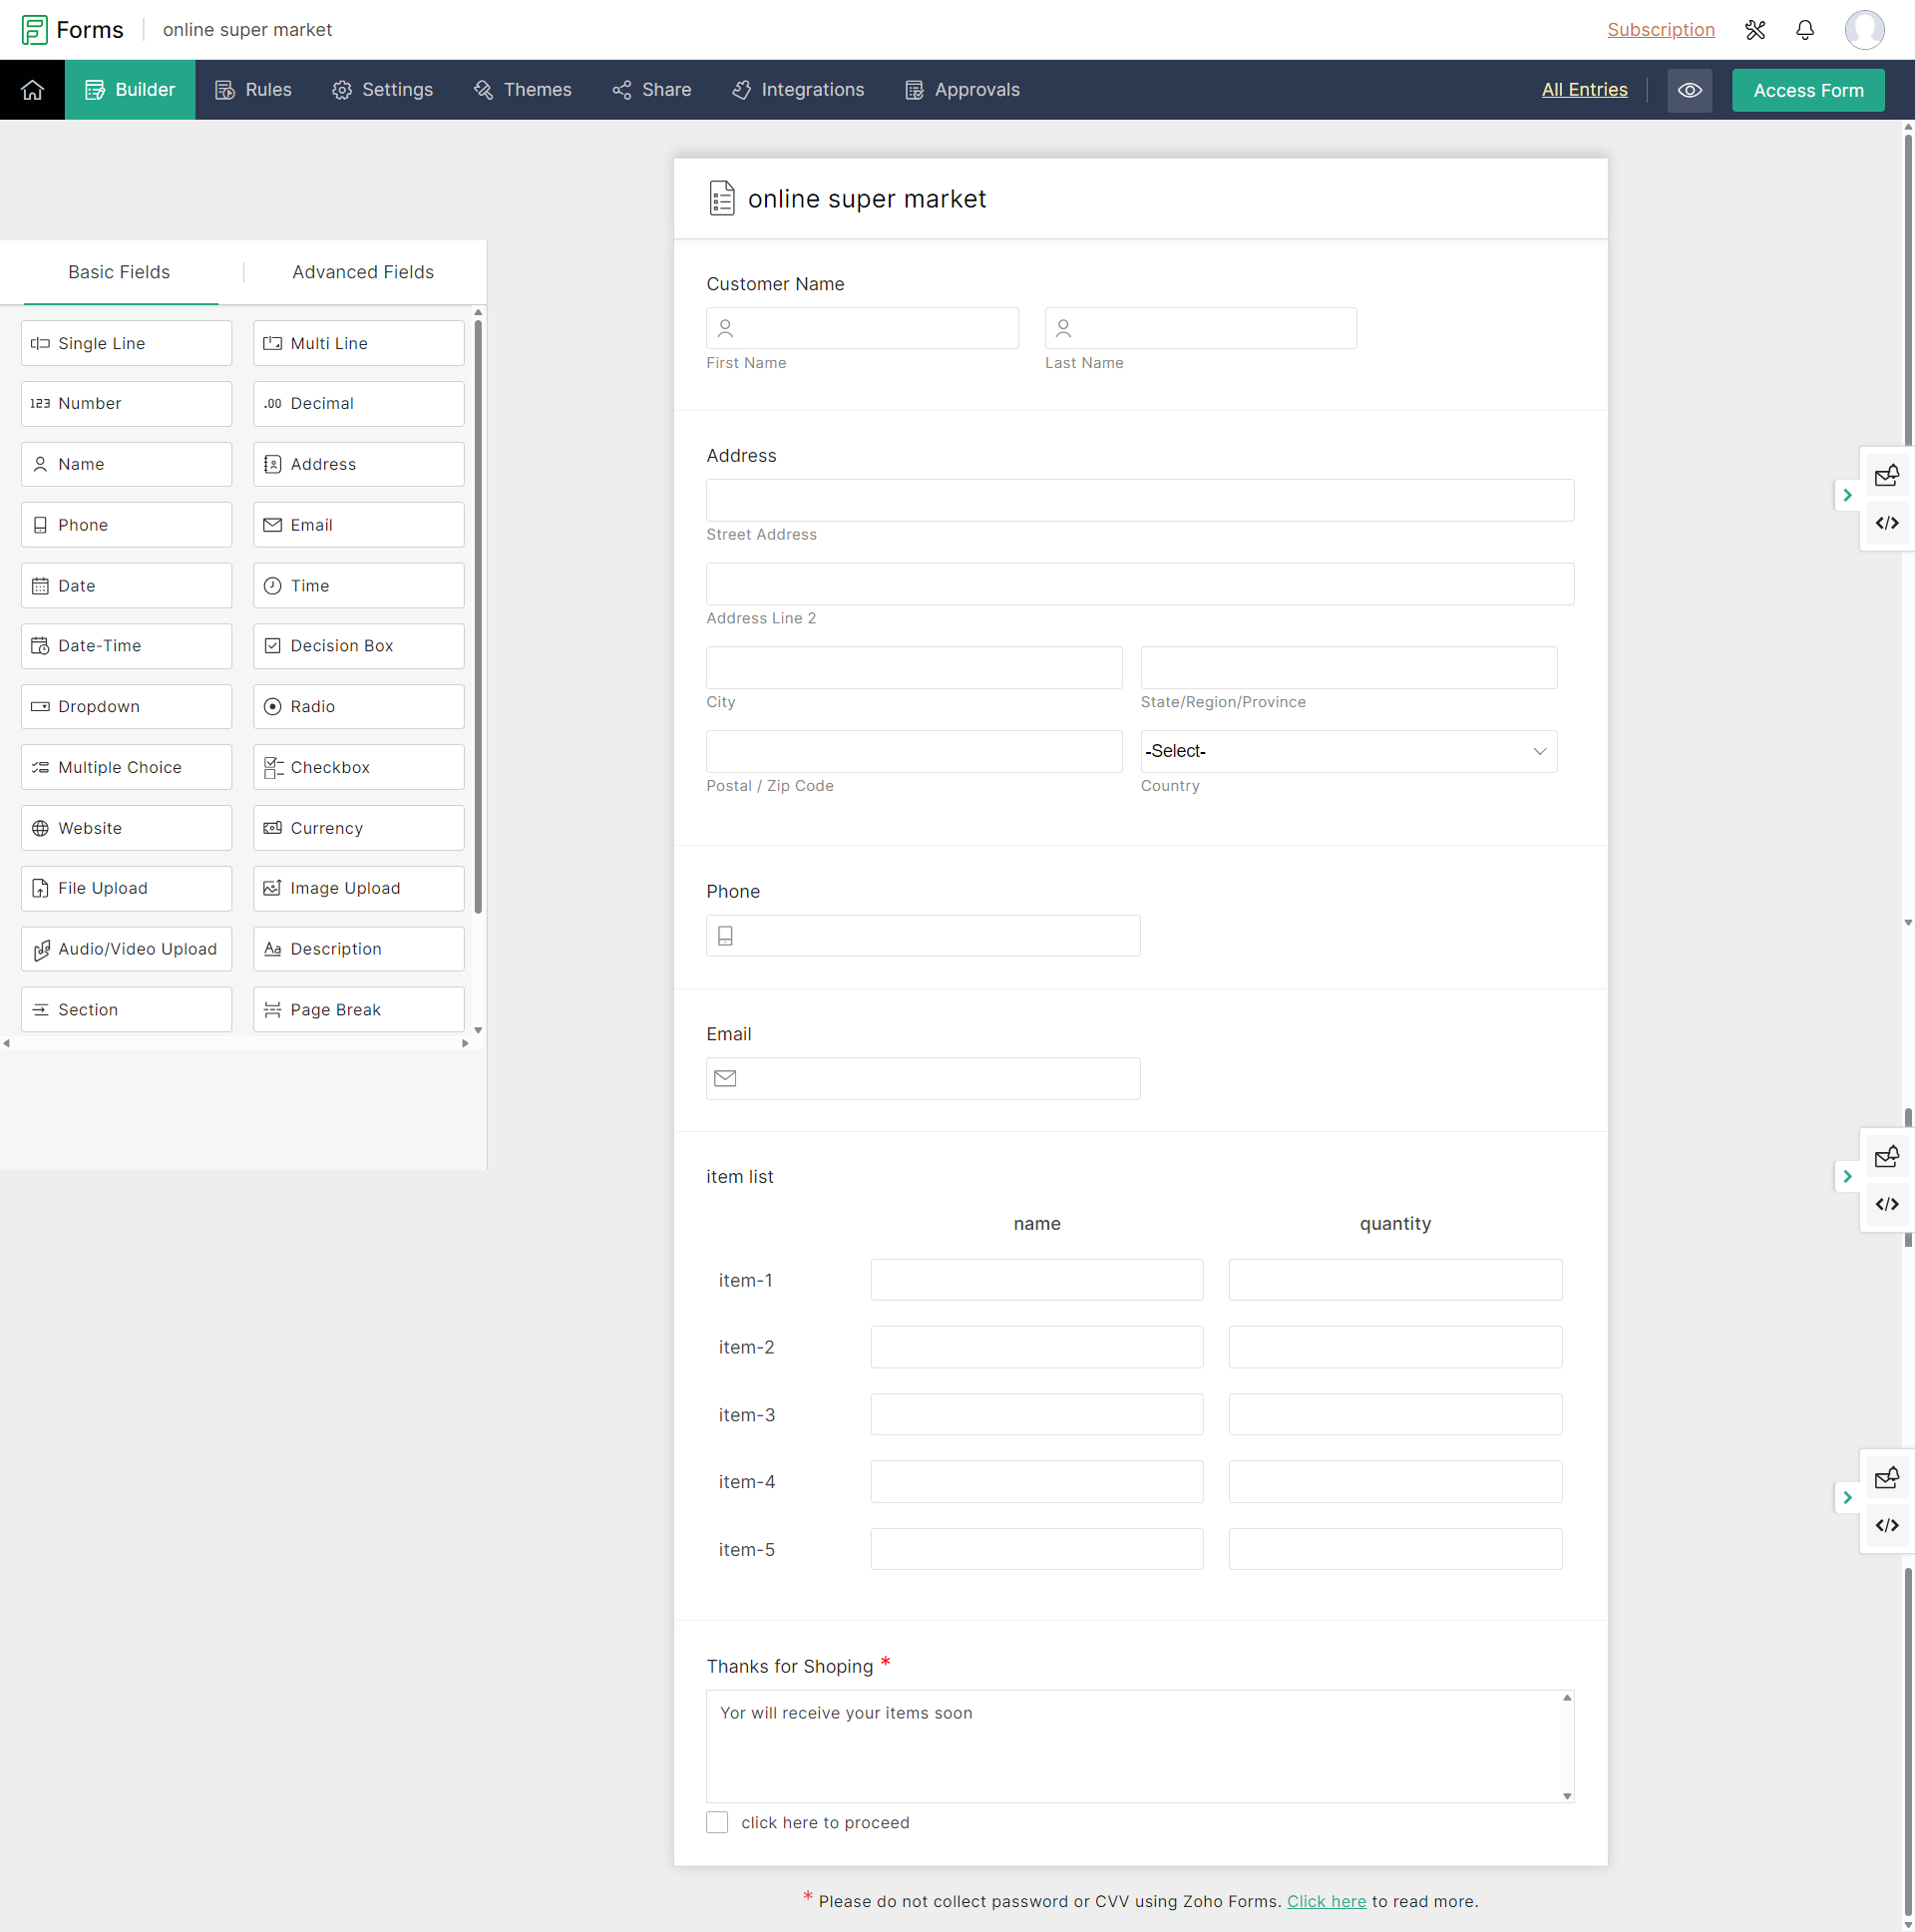 Forms online super market Subscription
Builder Rules Settings Themes Share Integrations Approvals All Entries Access Form
online super market
Basic Fields Advanced Fields
Single Line Multi Line
123 Number .00 Decimal
Name Address
Phone Email
Date Time
Date-Time Decision Box
Dropdown Radio
Multiple Choice Checkbox
Website Currency
File Upload Image Upload
Audio/Video Upload Aa Description
Section Page Break
Customer Name
First Name Last Name
Address
Street Address
Address Line 2
City State/Region/Province
-Select-
Postal / Zip Code Country
Phone
Email
item list
name quantity
item-1
item-2
item-3
item-4
item-5
Thanks for Shoping *
Yor will receive your items soon
click here to proceed
* Please do not collect password or CVV using Zoho Forms. Click here to read more.